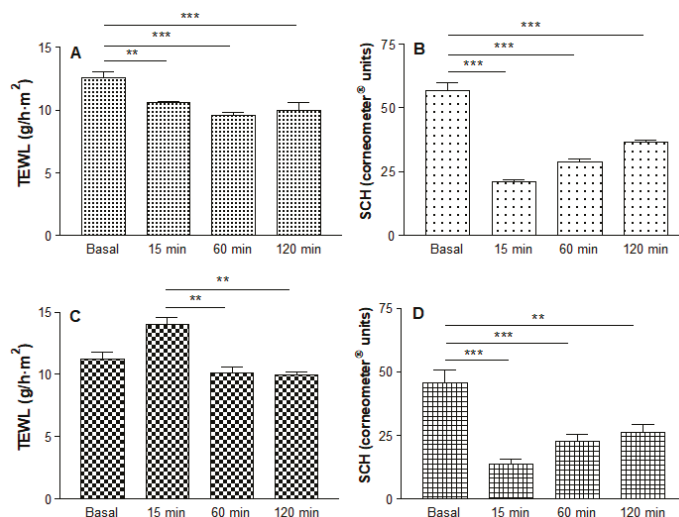 ***
***
**
A
15
10
5
0
TEWL (g/h·m²)
Basal 15 min 60 min 120 min
***
***
***
B
75
50
25
0
SCH (corneometer® units)
Basal 15 min 60 min 120 min
**
**
C
15
10
5
0
TEWL (g/h·m²)
Basal 15 min 60 min 120 min
**
***
***
D
75
50
25
0
SCH (corneometer® units)
Basal 15 min 60 min 120 min